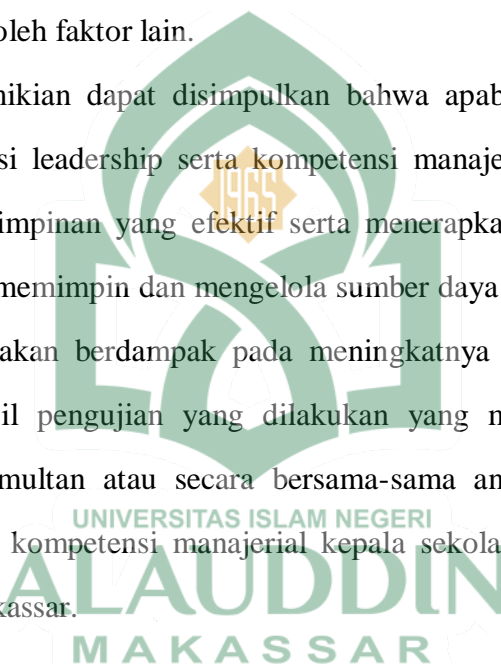 oleh faktor lain.
nikian dapat disimpulkan bahwa apab
si leadership serta kompetensi manaje
impinan yang efektif serta menerapka
1965
memimpin dan mengelola sumber daya
akan berdampak pada meningkatnya
il pengujian yang dilakukan yang m
multan atau secara bersama-sama an
UNIVERSITAS ISLAM NEGERI
kompetensi manajerial kepala sekola
ALAUDDIN
kassar.
MAKASSAR